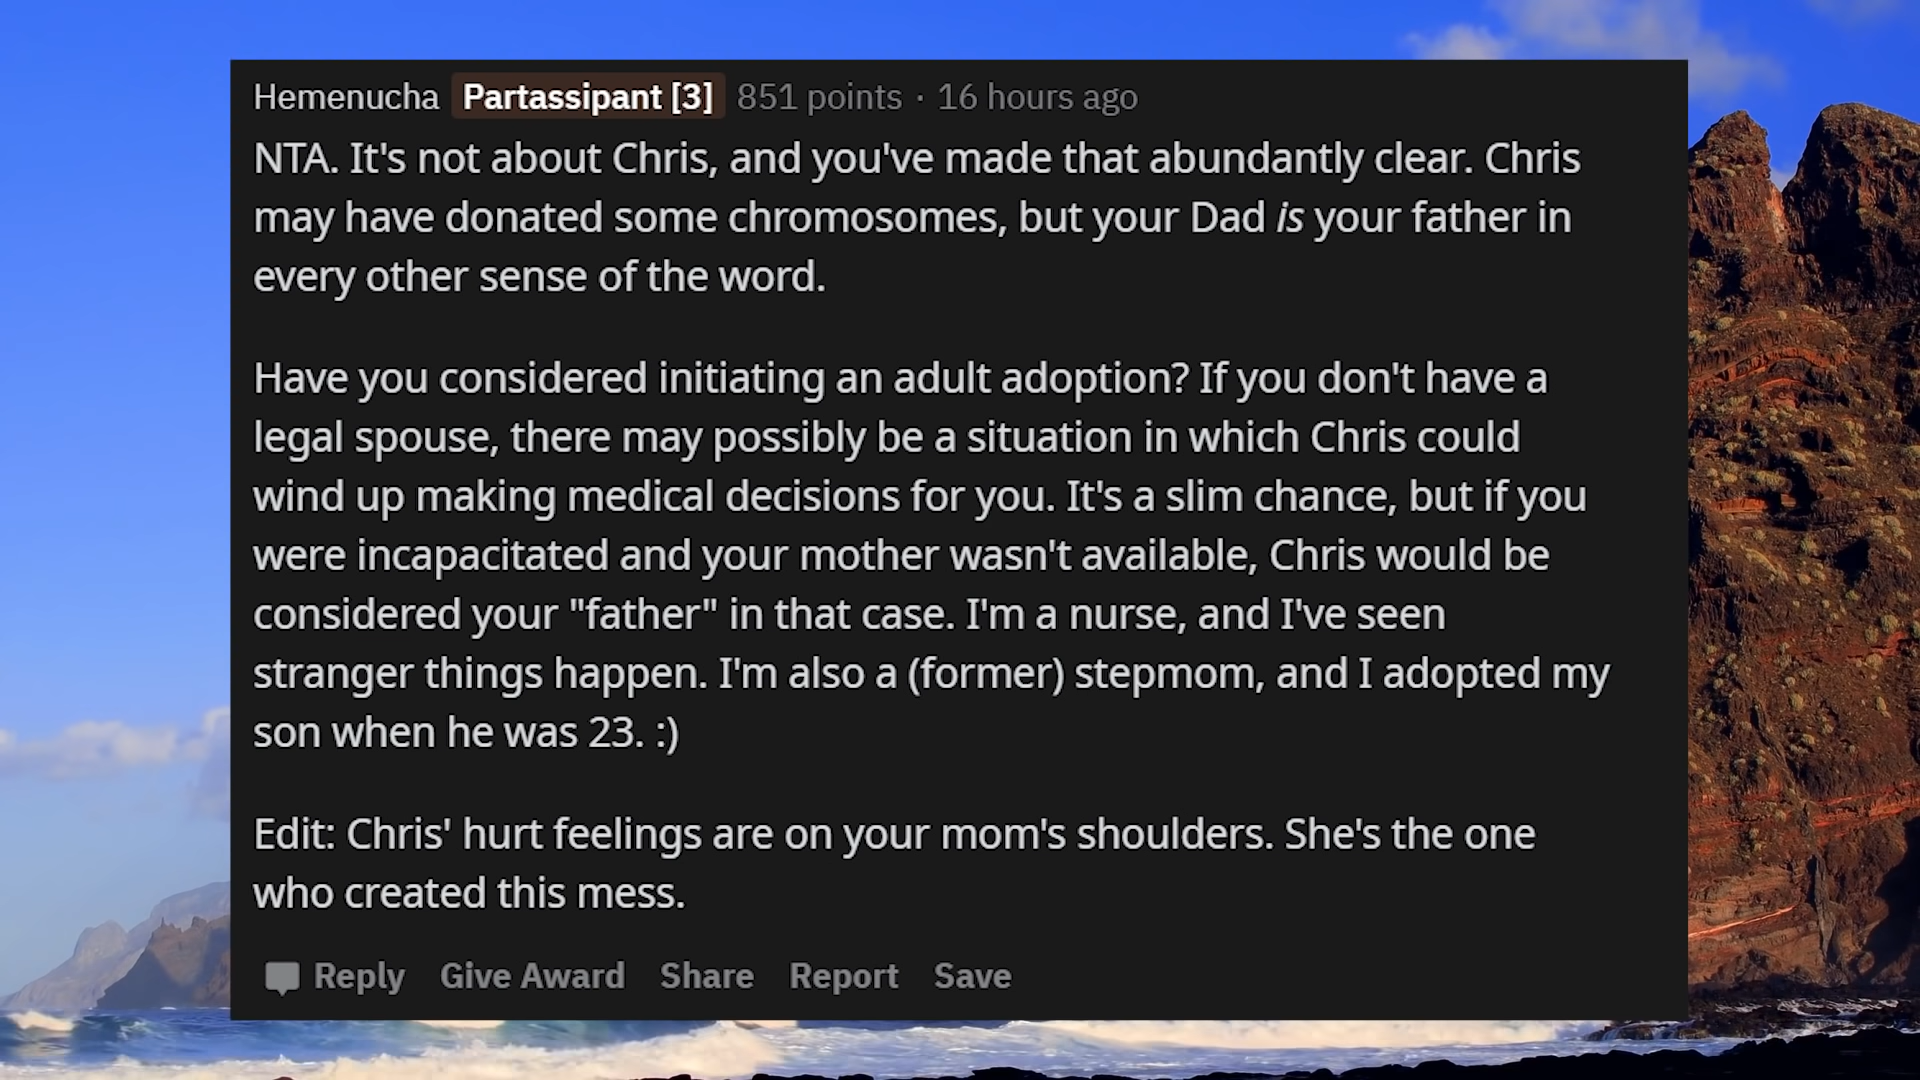 Hemenucha Partassipant [3] 851 points · 16 hours ago
NTA. It's not about Chris, and you've made that abundantly clear. Chris
may have donated some chromosomes, but your Dad is your father in
every other sense of the word.
Have you considered initiating an adult adoption? If you don't have a
legal spouse, there may possibly be a situation in which Chris could
wind up making medical decisions for you. It's a slim chance, but if you
were incapacitated and your mother wasn't available, Chris would be
considered your "father" in that case. I'm a nurse, and I've seen
stranger things happen. I'm also a (former) stepmom, and I adopted my
son when he was 23. :)
Edit: Chris' hurt feelings are on your mom's shoulders. She's the one
who created this mess.
Reply Give Award Share Report Save